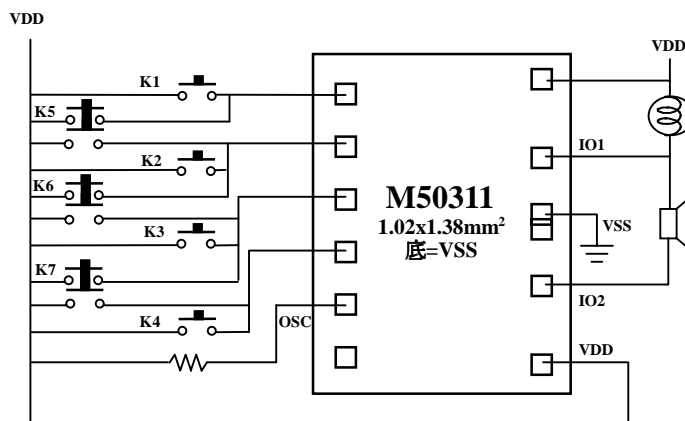 VDD
K1
K5
K2
K6
K3
K7
K4
OSC
M50311
1.02x1.38mm²
底=VSS
VDD
IO1
VSS
IO2
VDD